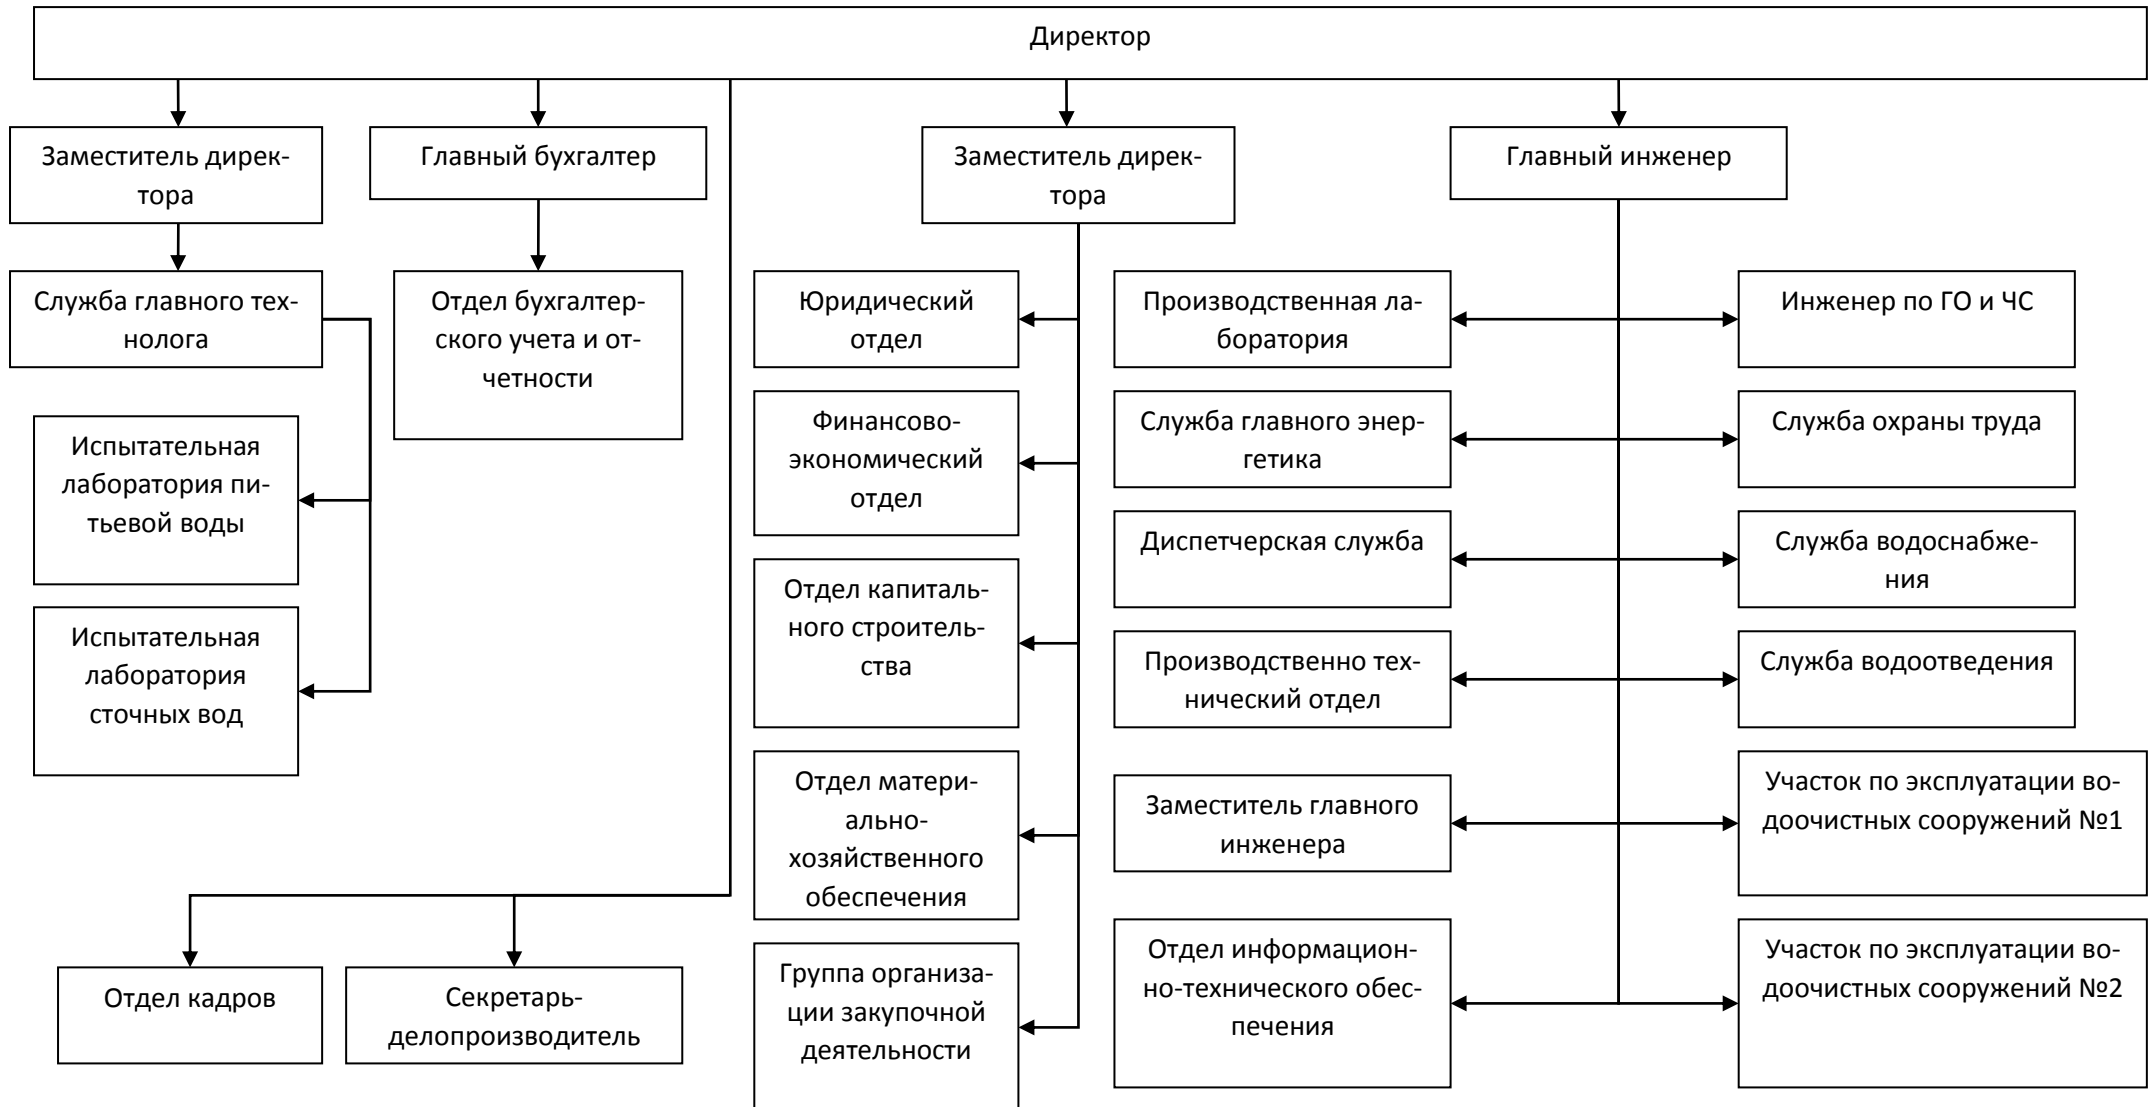 Директор
Заместитель дирек-
тора
Главный бухгалтер
Заместитель дирек-
тора
Главный инженер
Служба главного тех-
нолога
Отдел бухгалтер-
ского учета и от-
четности
Юридический
отдел
Производственная ла-
боратория
Инженер по ГО и ЧС
Испытательная
лаборатория пи-
тьевой воды
Финансово-
экономический
отдел
Служба главного энер-
гетика
Служба охраны труда
Диспетчерская служба
Служба водоснабже-
ния
Испытательная
лаборатория
сточных вод
Отдел капиталь-
ного строитель-
ства
Производственно тех-
нический отдел
Служба водоотведения
Отдел матери-
ально-
хозяйственного
обеспечения
Заместитель главного
инженера
Участок по эксплуатации во-
доочистных сооружений №1
Отдел кадров
Секретарь-
делопроизводитель
Группа организа-
ции закупочной
деятельности
Отдел информацион-
но-технического обес-
печения
Участок по эксплуатации во-
доочистных сооружений №2